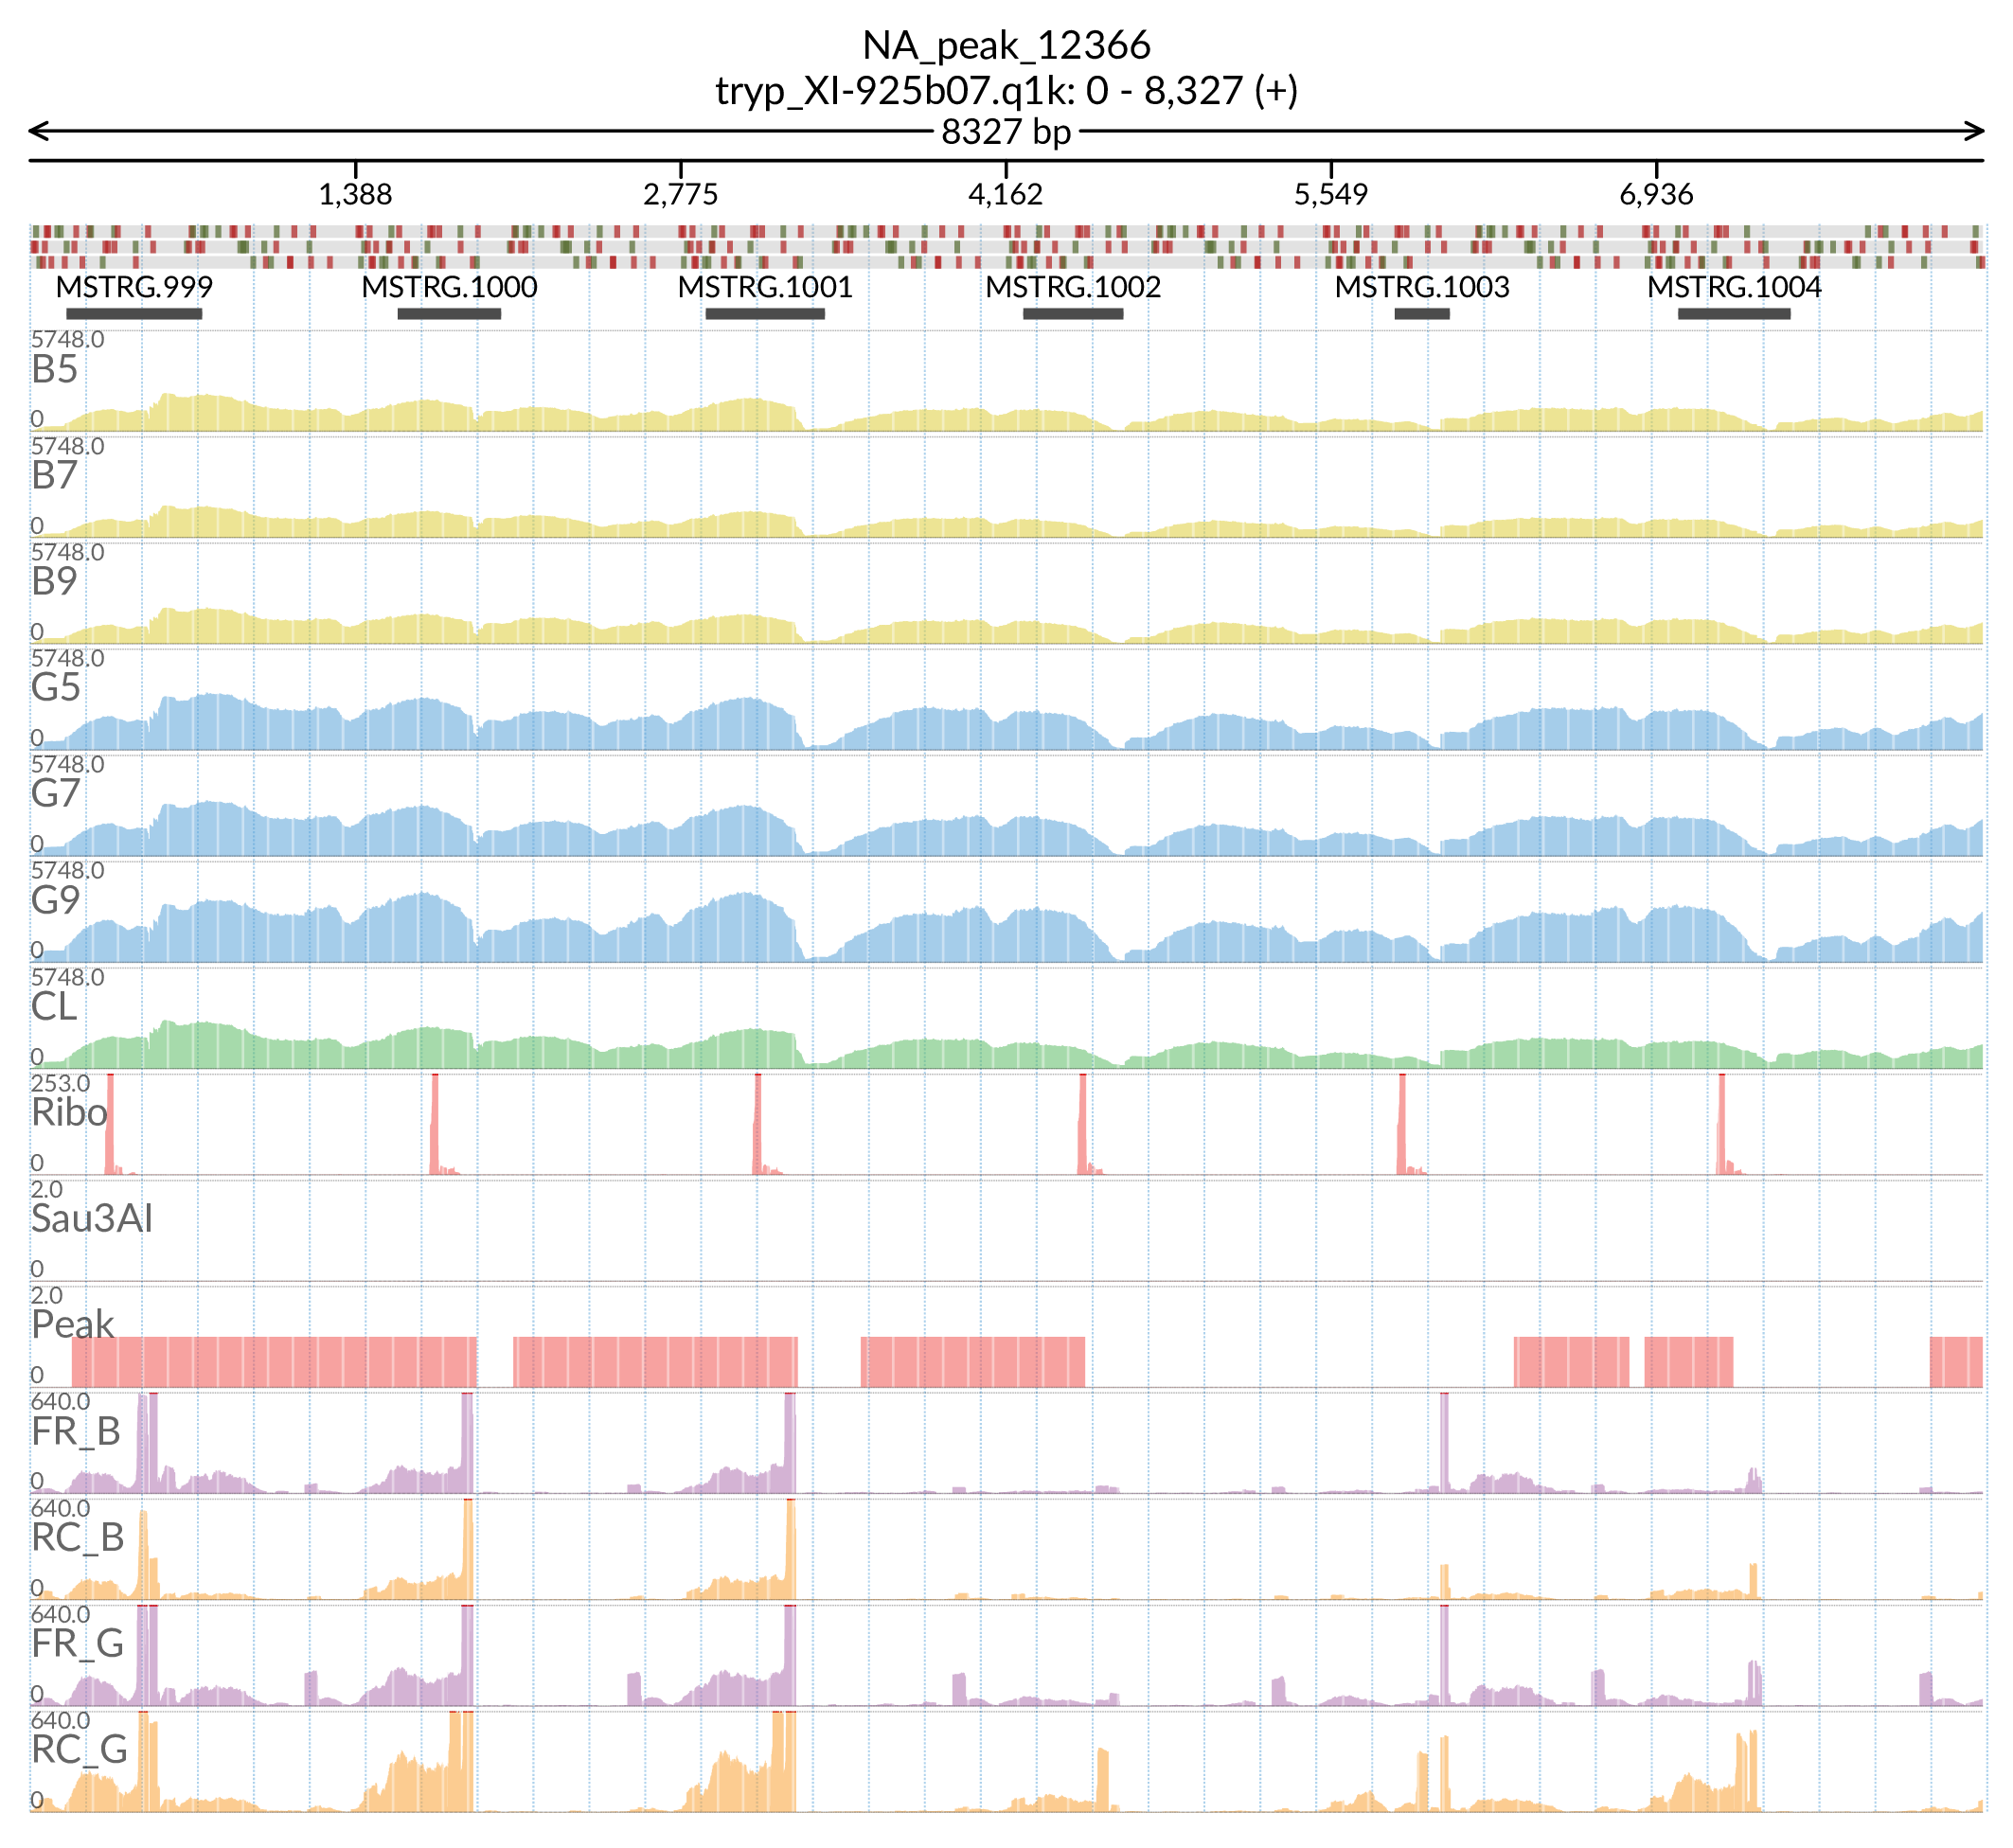 NA_peak_12366
tryp_XI-925b07.q1k: 0 - 8,327 (+)
8327 bp
1,388 2,775 4,162 5,549 6,936
MSTRG.999 MSTRG.1000 MSTRG.1001 MSTRG.1002 MSTRG.1003 MSTRG.1004
5748.0
B5
0
5748.0
B7
0
5748.0
B9
0
5748.0
G5
0
5748.0
G7
0
5748.0
G9
0
5748.0
CL
0
253.0
Ribo
0
2.0
Sau3AI
0
2.0
Peak
0
640.0
FR_B
0
640.0
RC_B
0
640.0
FR_G
0
640.0
RC_G
0